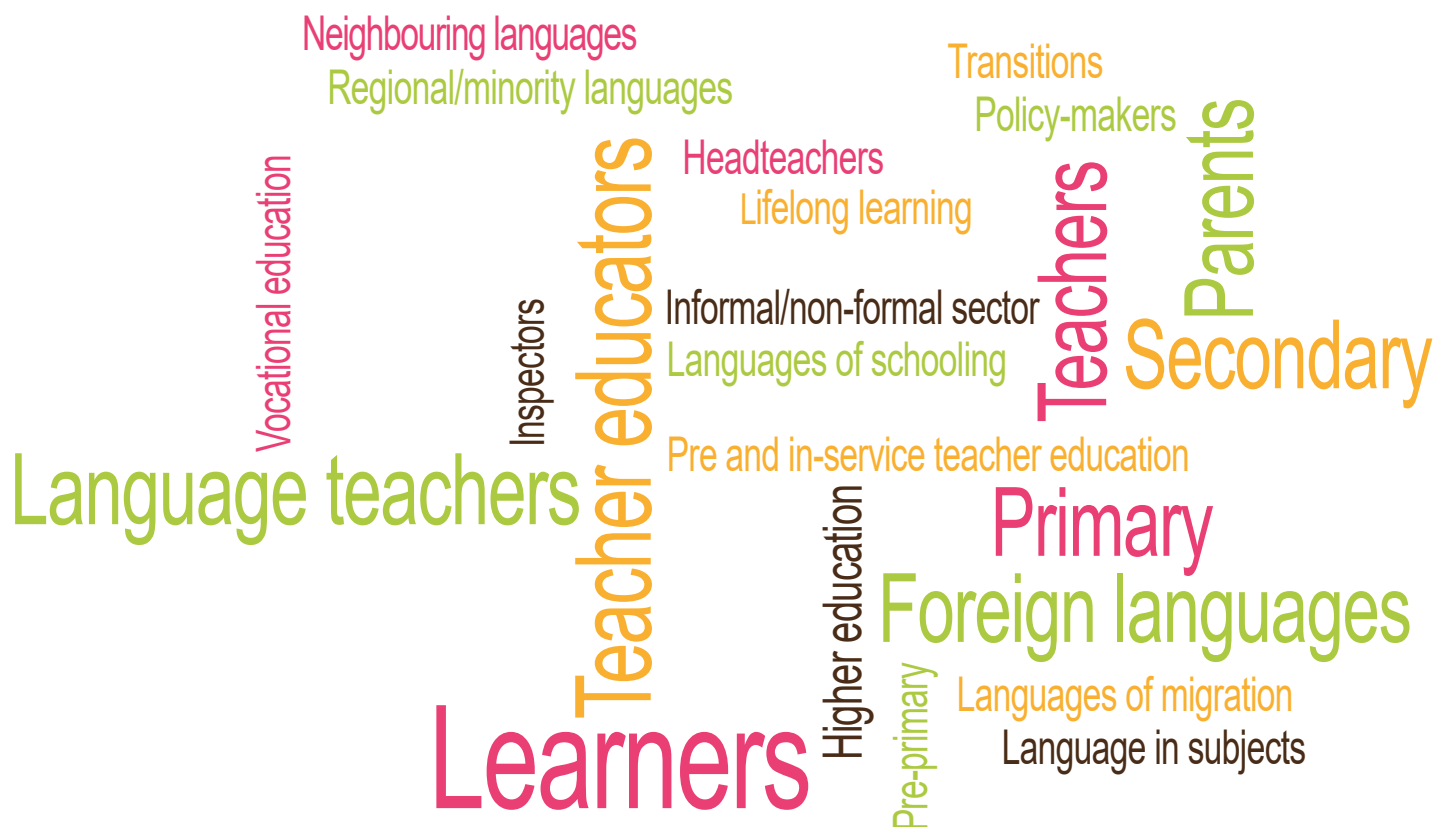 Neighbouring languages
Transitions
Regional/minority languages
Policy-makers
Parents
Headteachers
Teachers
Teacher educators
Vocational education
Lifelong learning
Informal/non-formal sector
Inspectors
Secondary
Languages of schooling
Pre and in-service teacher education
Language teachers
Primary
Higher education
Foreign languages
Pre-primary
Languages of migration
Learners
Language in subjects